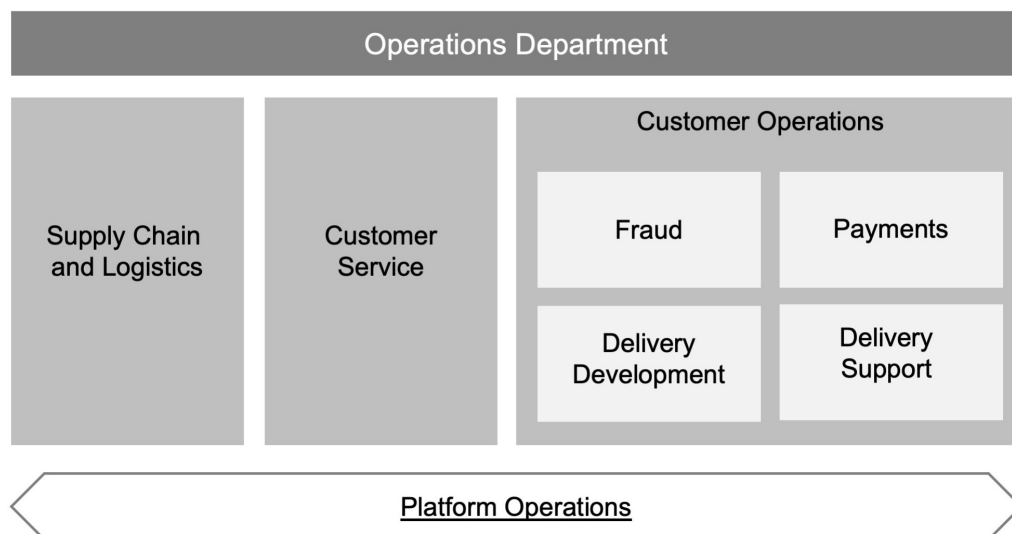 Operations Department
Supply Chain
and Logistics
Customer
Service
Customer Operations
Fraud
Payments
Delivery
Development
Delivery
Support
Platform Operations